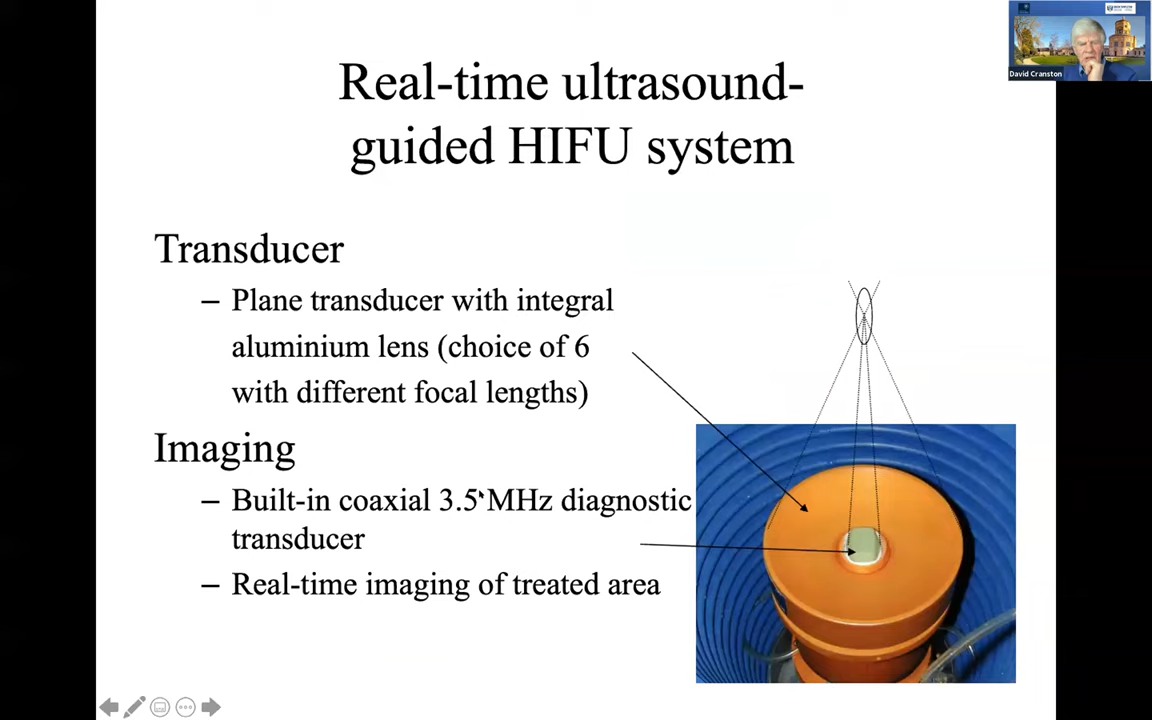 Real-time ultrasound-
guided HIFU system
Transducer
– Plane transducer with integral
aluminium lens (choice of 6
with different focal lengths)
Imaging
– Built-in coaxial 3.5 MHz diagnostic
transducer
– Real-time imaging of treated area
David Cranston